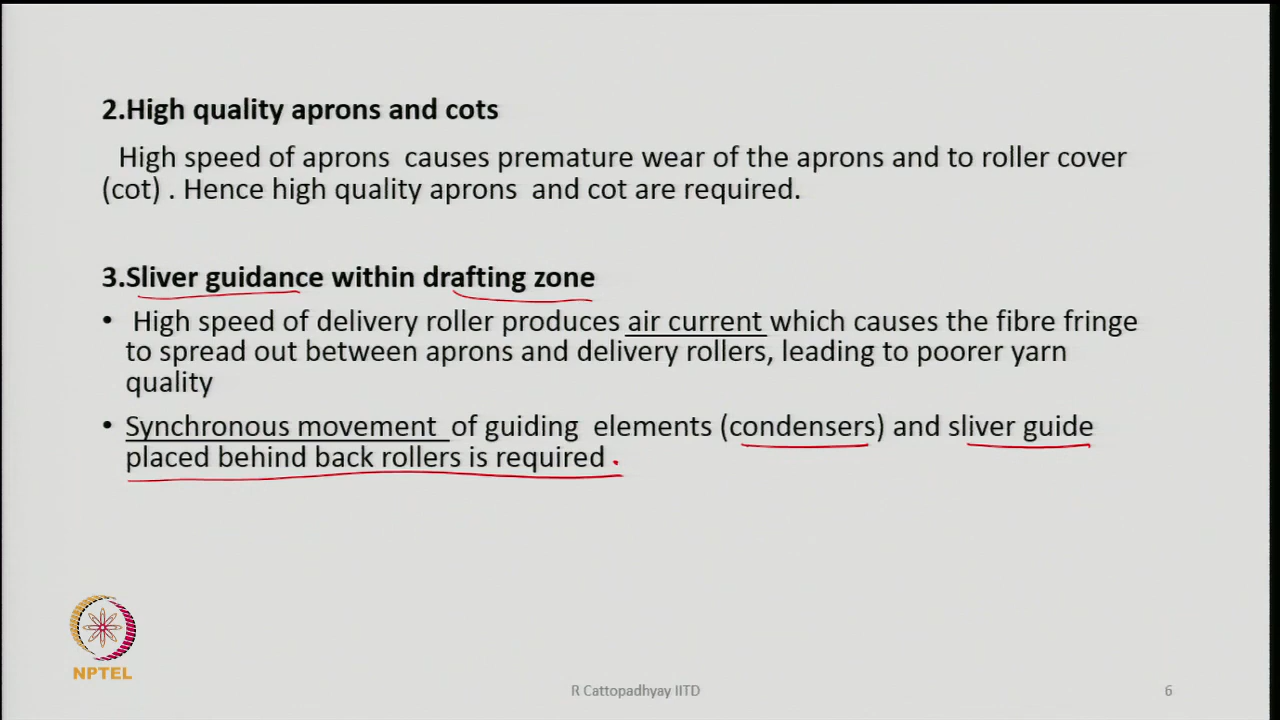 2.High quality aprons and cots
High speed of aprons causes premature wear of the aprons and to roller cover
(cot) . Hence high quality aprons and cot are required.
3.Sliver guidance within drafting zone
• High speed of delivery roller produces air current which causes the fibre fringe
to spread out between aprons and delivery rollers, leading to poorer yarn
quality
• Synchronous movement of guiding elements (condensers) and sliver guide
placed behind back rollers is required .
NPTEL
R Cattopadhyay IITD
6